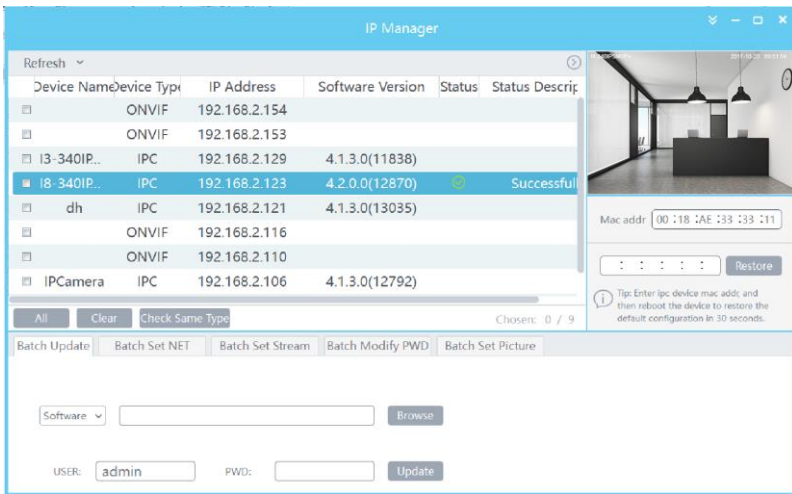 IP Manager
Refresh
Device Name Device Type IP Address Software Version Status Status Descrip
ONVIF 192.168.2.154
ONVIF 192.168.2.153
I3-340IP... IPC 192.168.2.129 4.1.3.0(11838)
I8-340IP... IPC 192.168.2.123 4.2.0.0(12870) Successful
dh IPC 192.168.2.121 4.1.3.0(13035)
ONVIF 192.168.2.116
ONVIF 192.168.2.110
IPCamera IPC 192.168.2.106 4.1.3.0(12792)
All Clear Check Same Type Chosen: 0 / 9
Mac addr 00 :18 :AE :33 :33 :11
: : : : : Restore
Tip: Enter ipc device mac addr, and
then reboot the device to restore the
default configuration in 30 seconds.
Batch Update Batch Set NET Batch Set Stream Batch Modify PWD Batch Set Picture
Software Browse
USER: admin PWD: Update